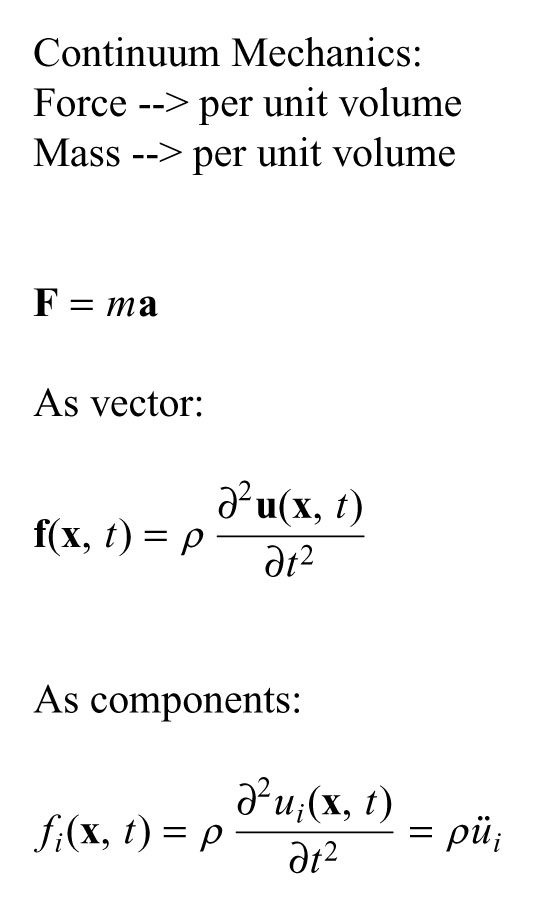 Continuum Mechanics:
Force --> per unit volume
Mass --> per unit volume
F = ma
As vector:
f(x, t) = ρ ∂²u(x, t) / ∂t²
As components:
fᵢ(x, t) = ρ ∂²uᵢ(x, t) / ∂t² = ρüᵢ